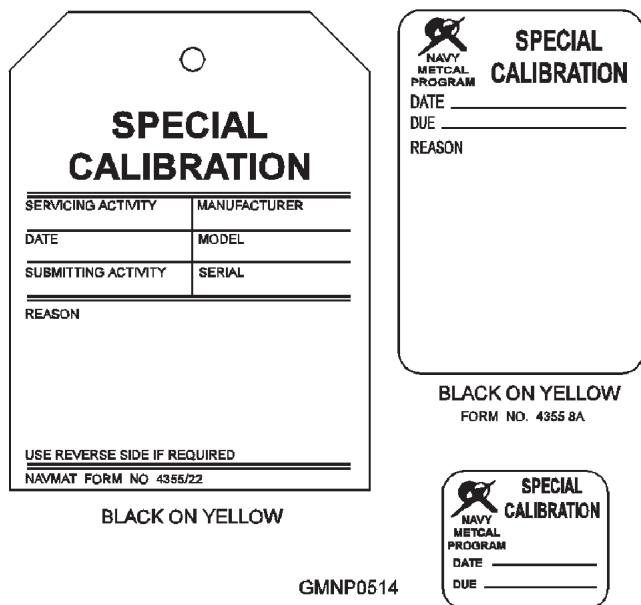 SPECIAL
CALIBRATION
SERVICING ACTIVITY MANUFACTURER
DATE MODEL
SUBMITTING ACTIVITY SERIAL
REASON
USE REVERSE SIDE IF REQUIRED
NAVMAT FORM NO 4355/22
BLACK ON YELLOW
NAVY
METCAL
PROGRAM
SPECIAL
CALIBRATION
DATE
DUE
REASON
BLACK ON YELLOW
FORM NO. 4355 8A
NAVY
METCAL
PROGRAM
SPECIAL
CALIBRATION
DATE
DUE
GMNP0514